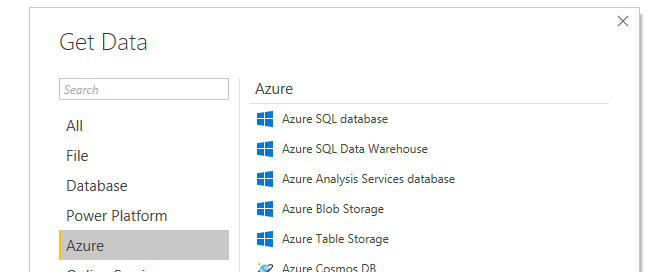 Get Data
Search
All
File
Database
Power Platform
Azure
Azure
Azure SQL database
Azure SQL Data Warehouse
Azure Analysis Services database
Azure Blob Storage
Azure Table Storage
Azure Cosmos DB